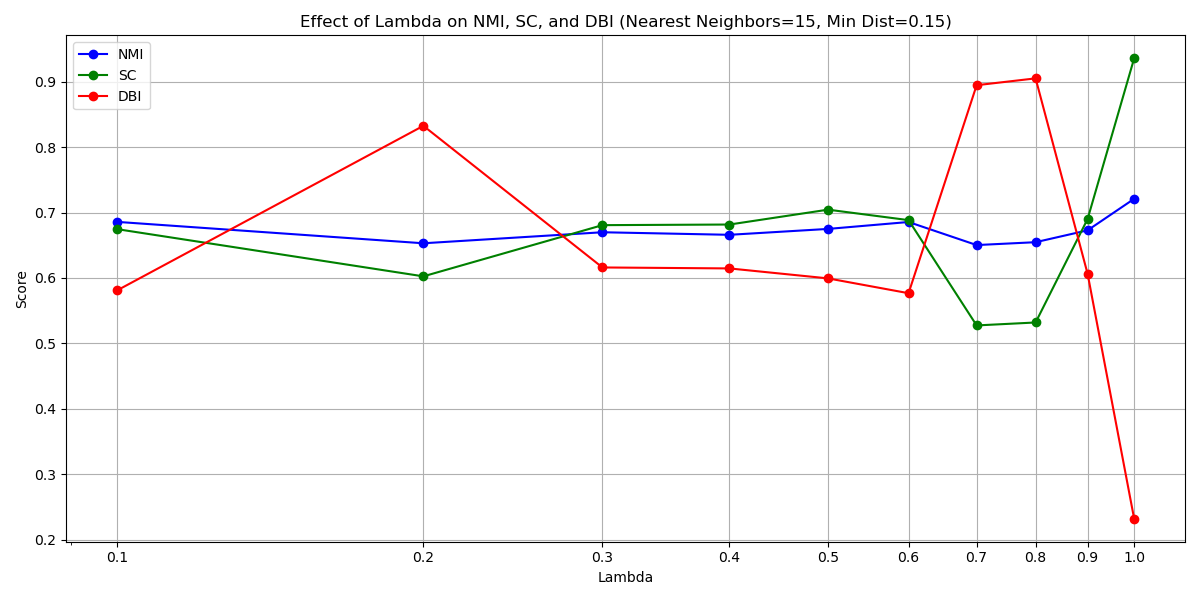 Effect of Lambda on NMI, SC, and DBI (Nearest Neighbors=15, Min Dist=0.15)
NMI
SC
DBI
0.9
0.8
0.7
0.6
0.5
0.4
0.3
0.2
Score
0.1 0.2 0.3 0.4 0.5 0.6 0.7 0.8 0.9 1.0
Lambda